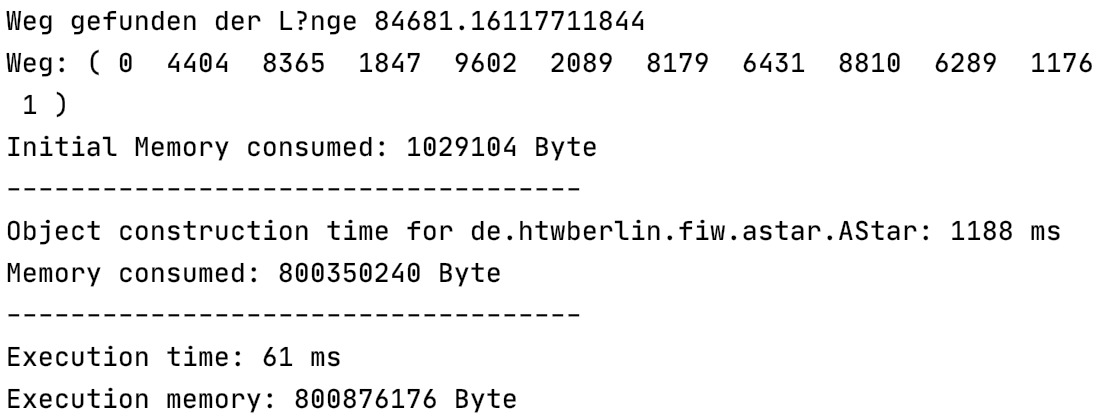 Weg gefunden der L?nge 84681.16117711844
Weg: ( 0  4404  8365  1847  9602  2089  8179  6431  8810  6289  1176
 1 )
Initial Memory consumed: 1029104 Byte
------------------------------------
Object construction time for de.htwberlin.fiw.astar.AStar: 1188 ms
Memory consumed: 800350240 Byte
------------------------------------
Execution time: 61 ms
Execution memory: 800876176 Byte